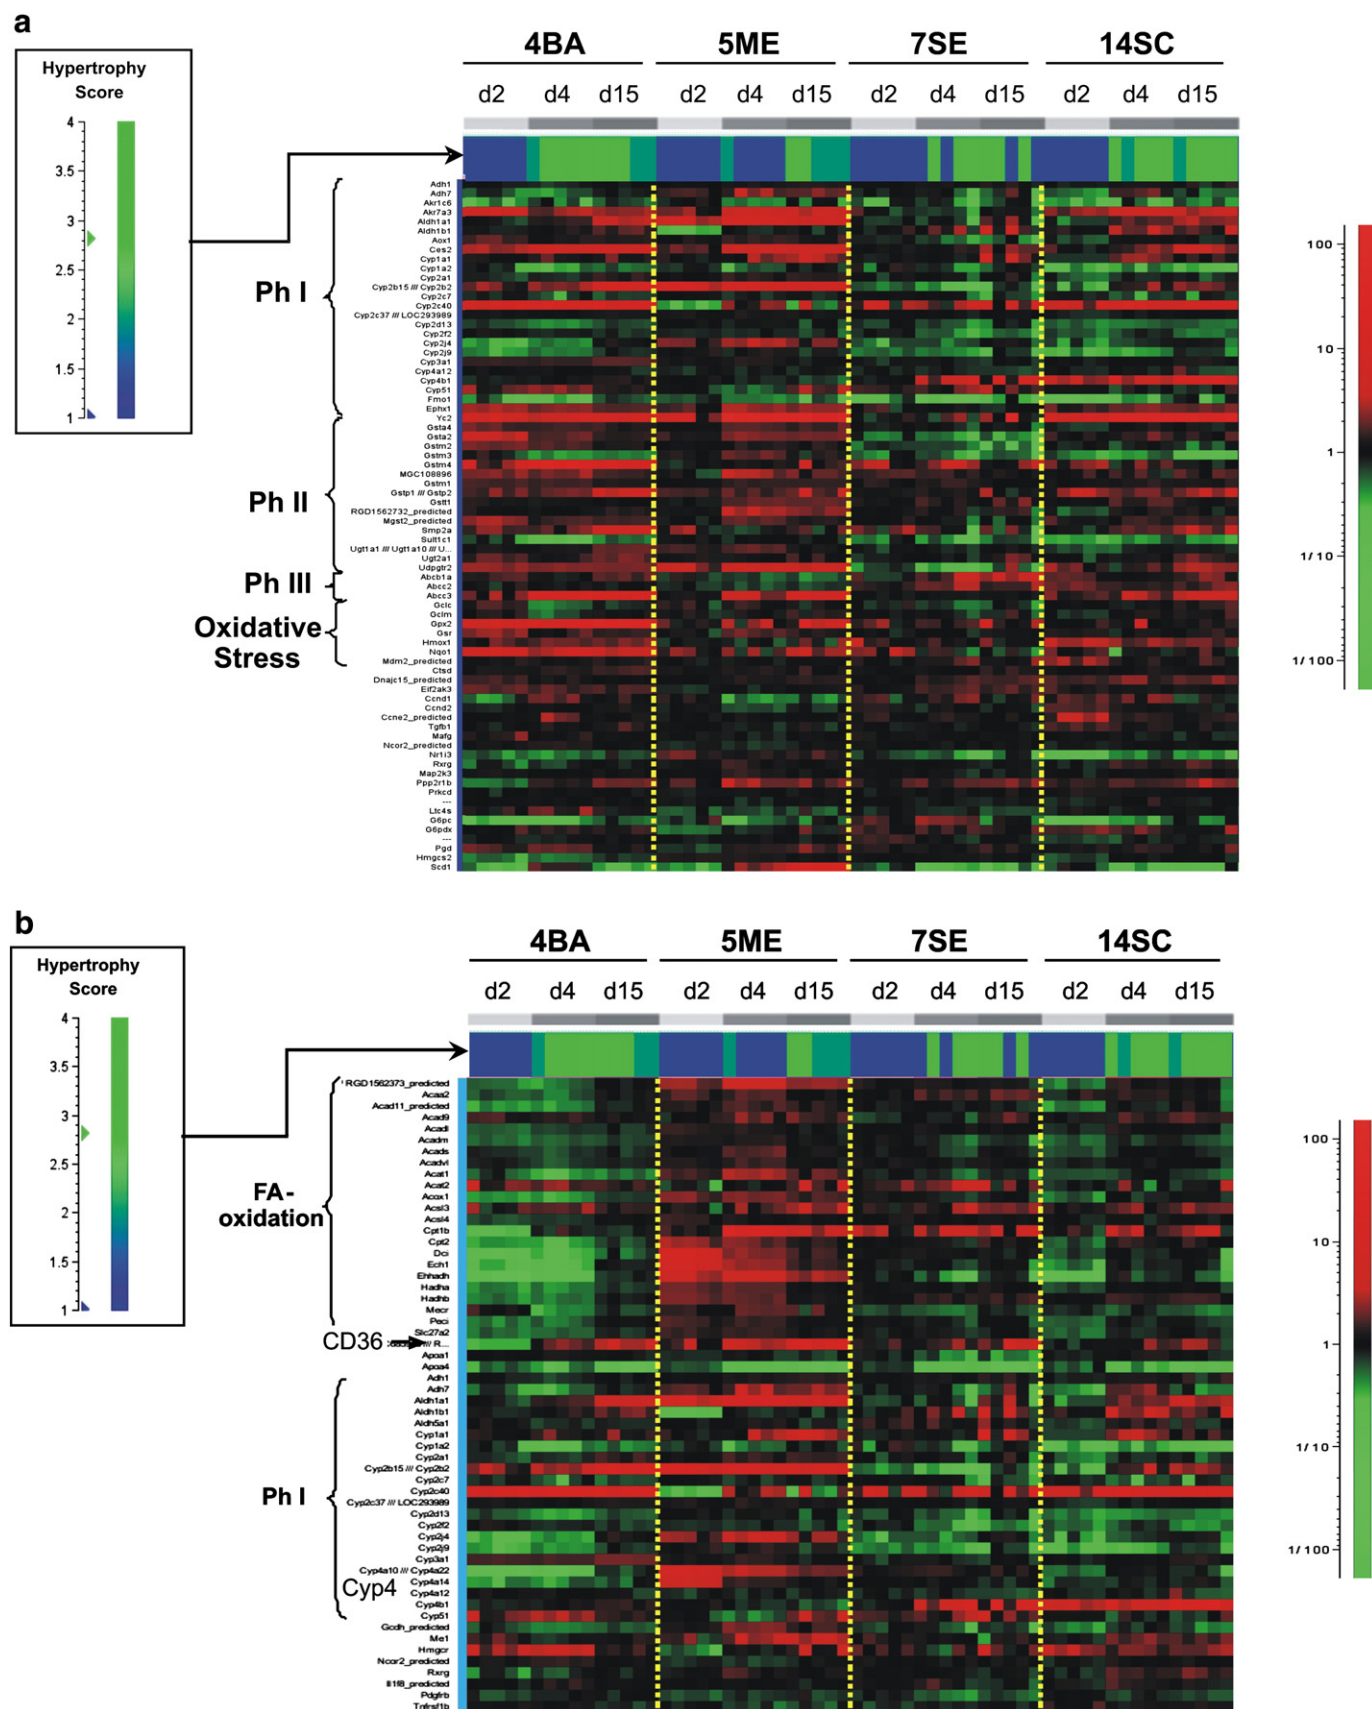 a
4BA 5ME 7SE 14SC
Hypertrophy
Score
d2 d4 d15 d2 d4 d15 d2 d4 d15 d2 d4 d15
4
3.5
3
2.5
2
1.5
1
Ph I
Ph II
Ph III
Oxidative
Stress
Adh1
Adh7
Akr1c6
Akr7a3
Aldh1a1
Aldh1b1
Aox1
Ces2
Cyp1a1
Cyp1a2
Cyp2a1
Cyp2b15 /// Cyp2b2
Cyp2c7
Cyp2c40
Cyp2c37 /// LOC293989
Cyp2d13
Cyp2f2
Cyp2j4
Cyp2j9
Cyp3a1
Cyp4a12
Cyp4b1
Cyp51
Fmo1
Ephx1
Yc2
Gsta4
Gsta2
Gstm2
Gstm3
Gstm4
MGC108896
Gstm1
Gstp1 /// Gstp2
Gstt1
RGD1562732_predicted
Mgst2_predicted
Smp2a
Sult1c1
Ugt1a1 /// Ugt1a10 /// U...
Ugt2a1
Udpgtr2
Abcb1a
Abcc2
Abcc3
Gclc
Gclm
Gpx2
Gsr
Hmox1
Nqo1
Mdm2_predicted
Ctsd
Dnajc15_predicted
Eif2ak3
Ccnd1
Ccnd2
Ccne2_predicted
Tgfb1
Mafg
Ncor2_predicted
Nr1i3
Rxrg
Map2k3
Ppp2r1b
Prkcd
---
Ltc4s
G6pc
G6pdx
---
Pgd
Hmgcs2
Scd1
100
10
1
1/10
1/100
b
4BA 5ME 7SE 14SC
Hypertrophy
Score
d2 d4 d15 d2 d4 d15 d2 d4 d15 d2 d4 d15
4
3.5
3
2.5
2
1.5
1
FA-
oxidation
CD36
Ph I
Cyp4
RGD1562373_predicted
Acaa2
Acad11_predicted
Acad9
Acadl
Acadm
Acads
Acadvl
Acat1
Acat2
Acox1
Acsl3
Acsl4
Cpt1b
Cpt2
Dci
Ech1
Ehhadh
Hadha
Hadhb
Mecr
Peci
Slc27a2
/// R...
Apoa1
Apoa4
Adh1
Adh7
Aldh1a1
Aldh1b1
Aldh5a1
Cyp1a1
Cyp1a2
Cyp2a1
Cyp2b15 /// Cyp2b2
Cyp2c7
Cyp2c40
Cyp2c37 /// LOC293989
Cyp2d13
Cyp2f2
Cyp2j4
Cyp2j9
Cyp3a1
Cyp4a10 /// Cyp4a22
Cyp4a14
Cyp4a12
Cyp4b1
Cyp51
Gcdh_predicted
Me1
Hmgcr
Ncor2_predicted
Rxrg
Il1f8_predicted
Pdgfrb
Tnfrsf1b
100
10
1
1/10
1/100